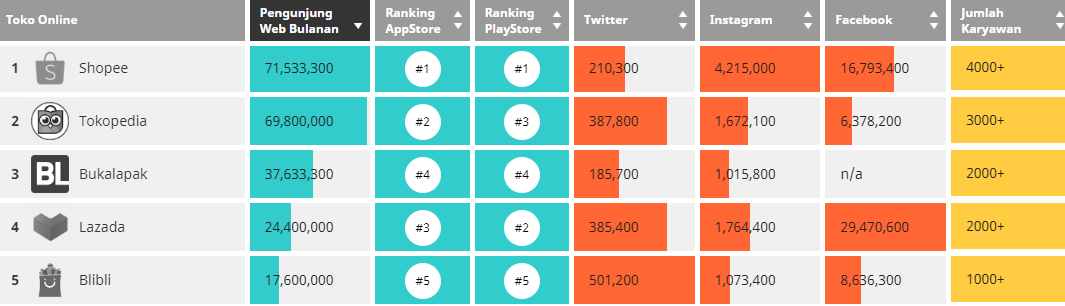 Toko Online Pengunjung Web Bulanan Ranking AppStore Ranking PlayStore Twitter Instagram Facebook Jumlah Karyawan
1 S Shopee 71,533,300 #1 #1 210,300 4,215,000 16,793,400 4000+
2 Tokopedia 69,800,000 #2 #3 387,800 1,672,100 6,378,200 3000+
3 BL Bukalapak 37,633,300 #4 #4 185,700 1,015,800 n/a 2000+
4 Lazada 24,400,000 #3 #2 385,400 1,764,400 29,470,600 2000+
5 Blibli 17,600,000 #5 #5 501,200 1,073,400 8,636,300 1000+